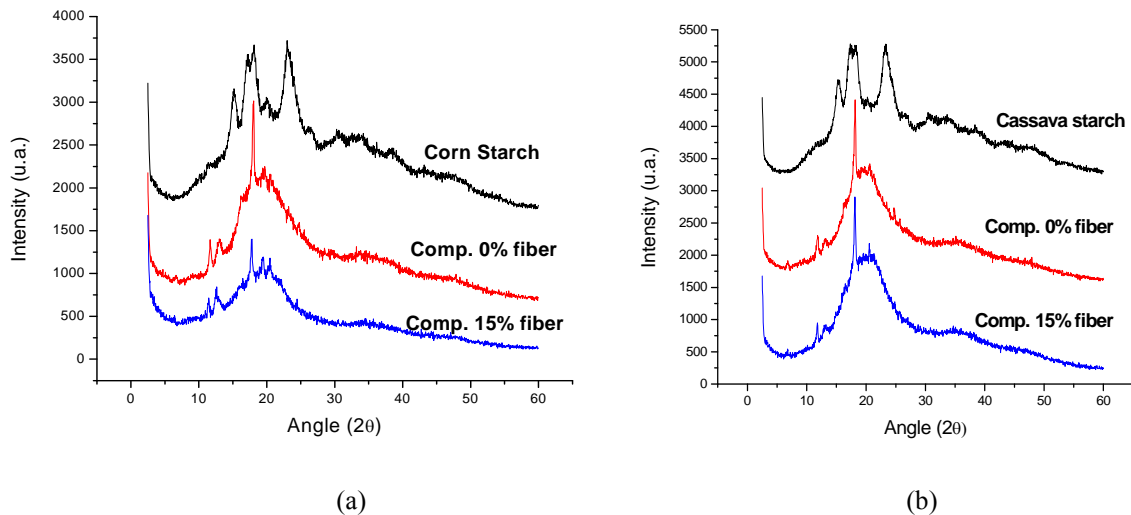 4000
3500
3000
2500
2000
1500
1000
500
0
Intensity (u.a.)
Corn Starch
Comp. 0% fiber
Comp. 15% fiber
0 10 20 30 40 50 60
Angle (2θ)
(a)
5500
5000
4500
4000
3500
3000
2500
2000
1500
1000
500
0
Intensity (u.a.)
Cassava starch
Comp. 0% fiber
Comp. 15% fiber
0 10 20 30 40 50 60
Angle (2θ)
(b)